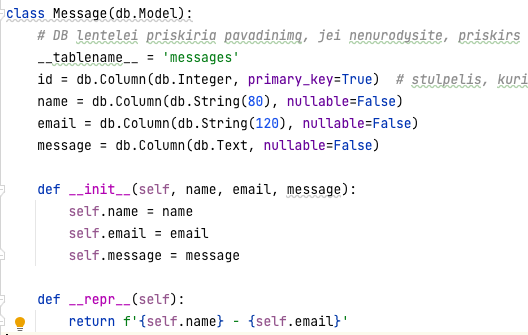 class Message(db.Model):
    # DB lentelei priskiria pavadinimą, jei nenurodysite, priskirs
    __tablename__ = 'messages'
    id = db.Column(db.Integer, primary_key=True)  # stulpelis, kuri
    name = db.Column(db.String(80), nullable=False)
    email = db.Column(db.String(120), nullable=False)
    message = db.Column(db.Text, nullable=False)

    def __init__(self, name, email, message):
        self.name = name
        self.email = email
        self.message = message

    def __repr__(self):
        return f'{self.name} - {self.email}'